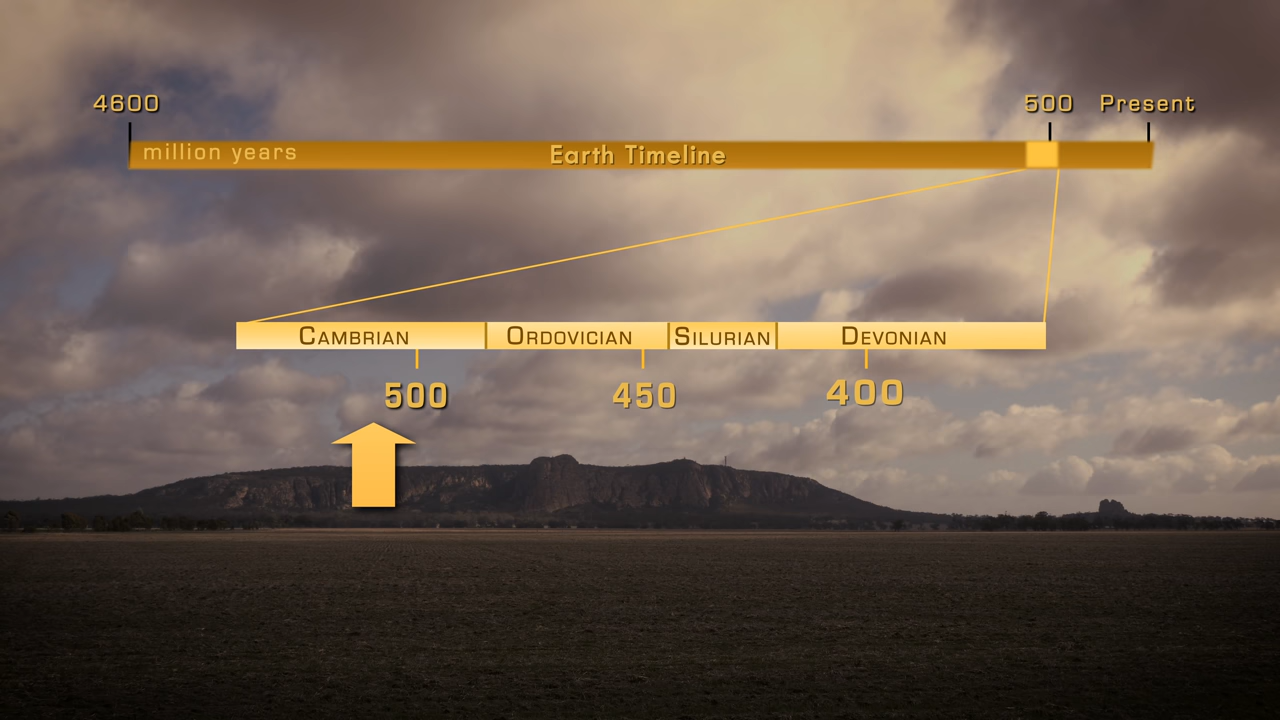 4600 500 Present
million years Earth Timeline
CAMBRIAN ORDOVICIAN SILURIAN DEVONIAN
500 450 400